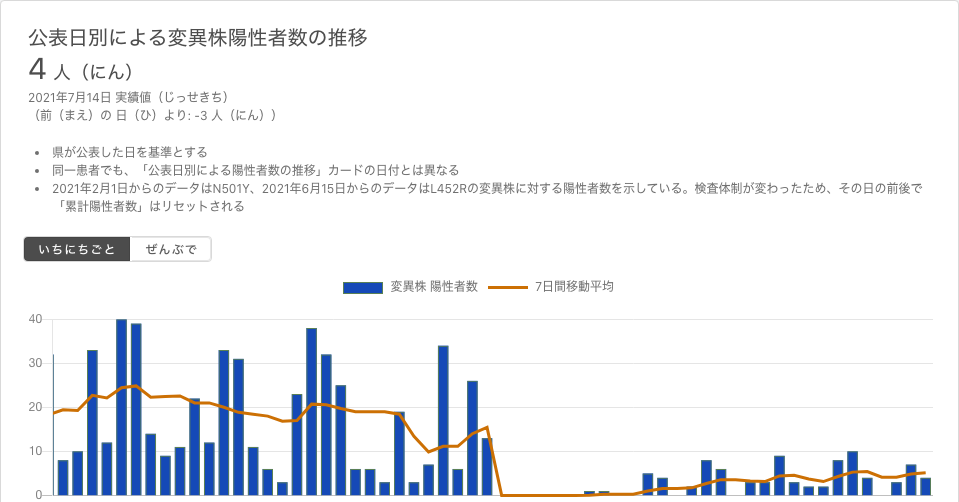 公表日別による変異株陽性者数の推移
4 人（にん）
2021年7月14日 実績値（じっせきち）
（前（まえ）の 日（ひ）より: -3 人（にん））
• 県が公表した日を基準とする
• 同一患者でも、「公表日別による陽性者数の推移」カードの日付とは異なる
• 2021年2月1日からのデータはN501Y、2021年6月15日からのデータはL452Rの変異株に対する陽性者数を示している。検査体制が変わったため、その日の前後で
「累計陽性者数」はリセットされる
いちにちごと ぜんぶで
変異株 陽性者数 7日間移動平均
40
30
20
10
0